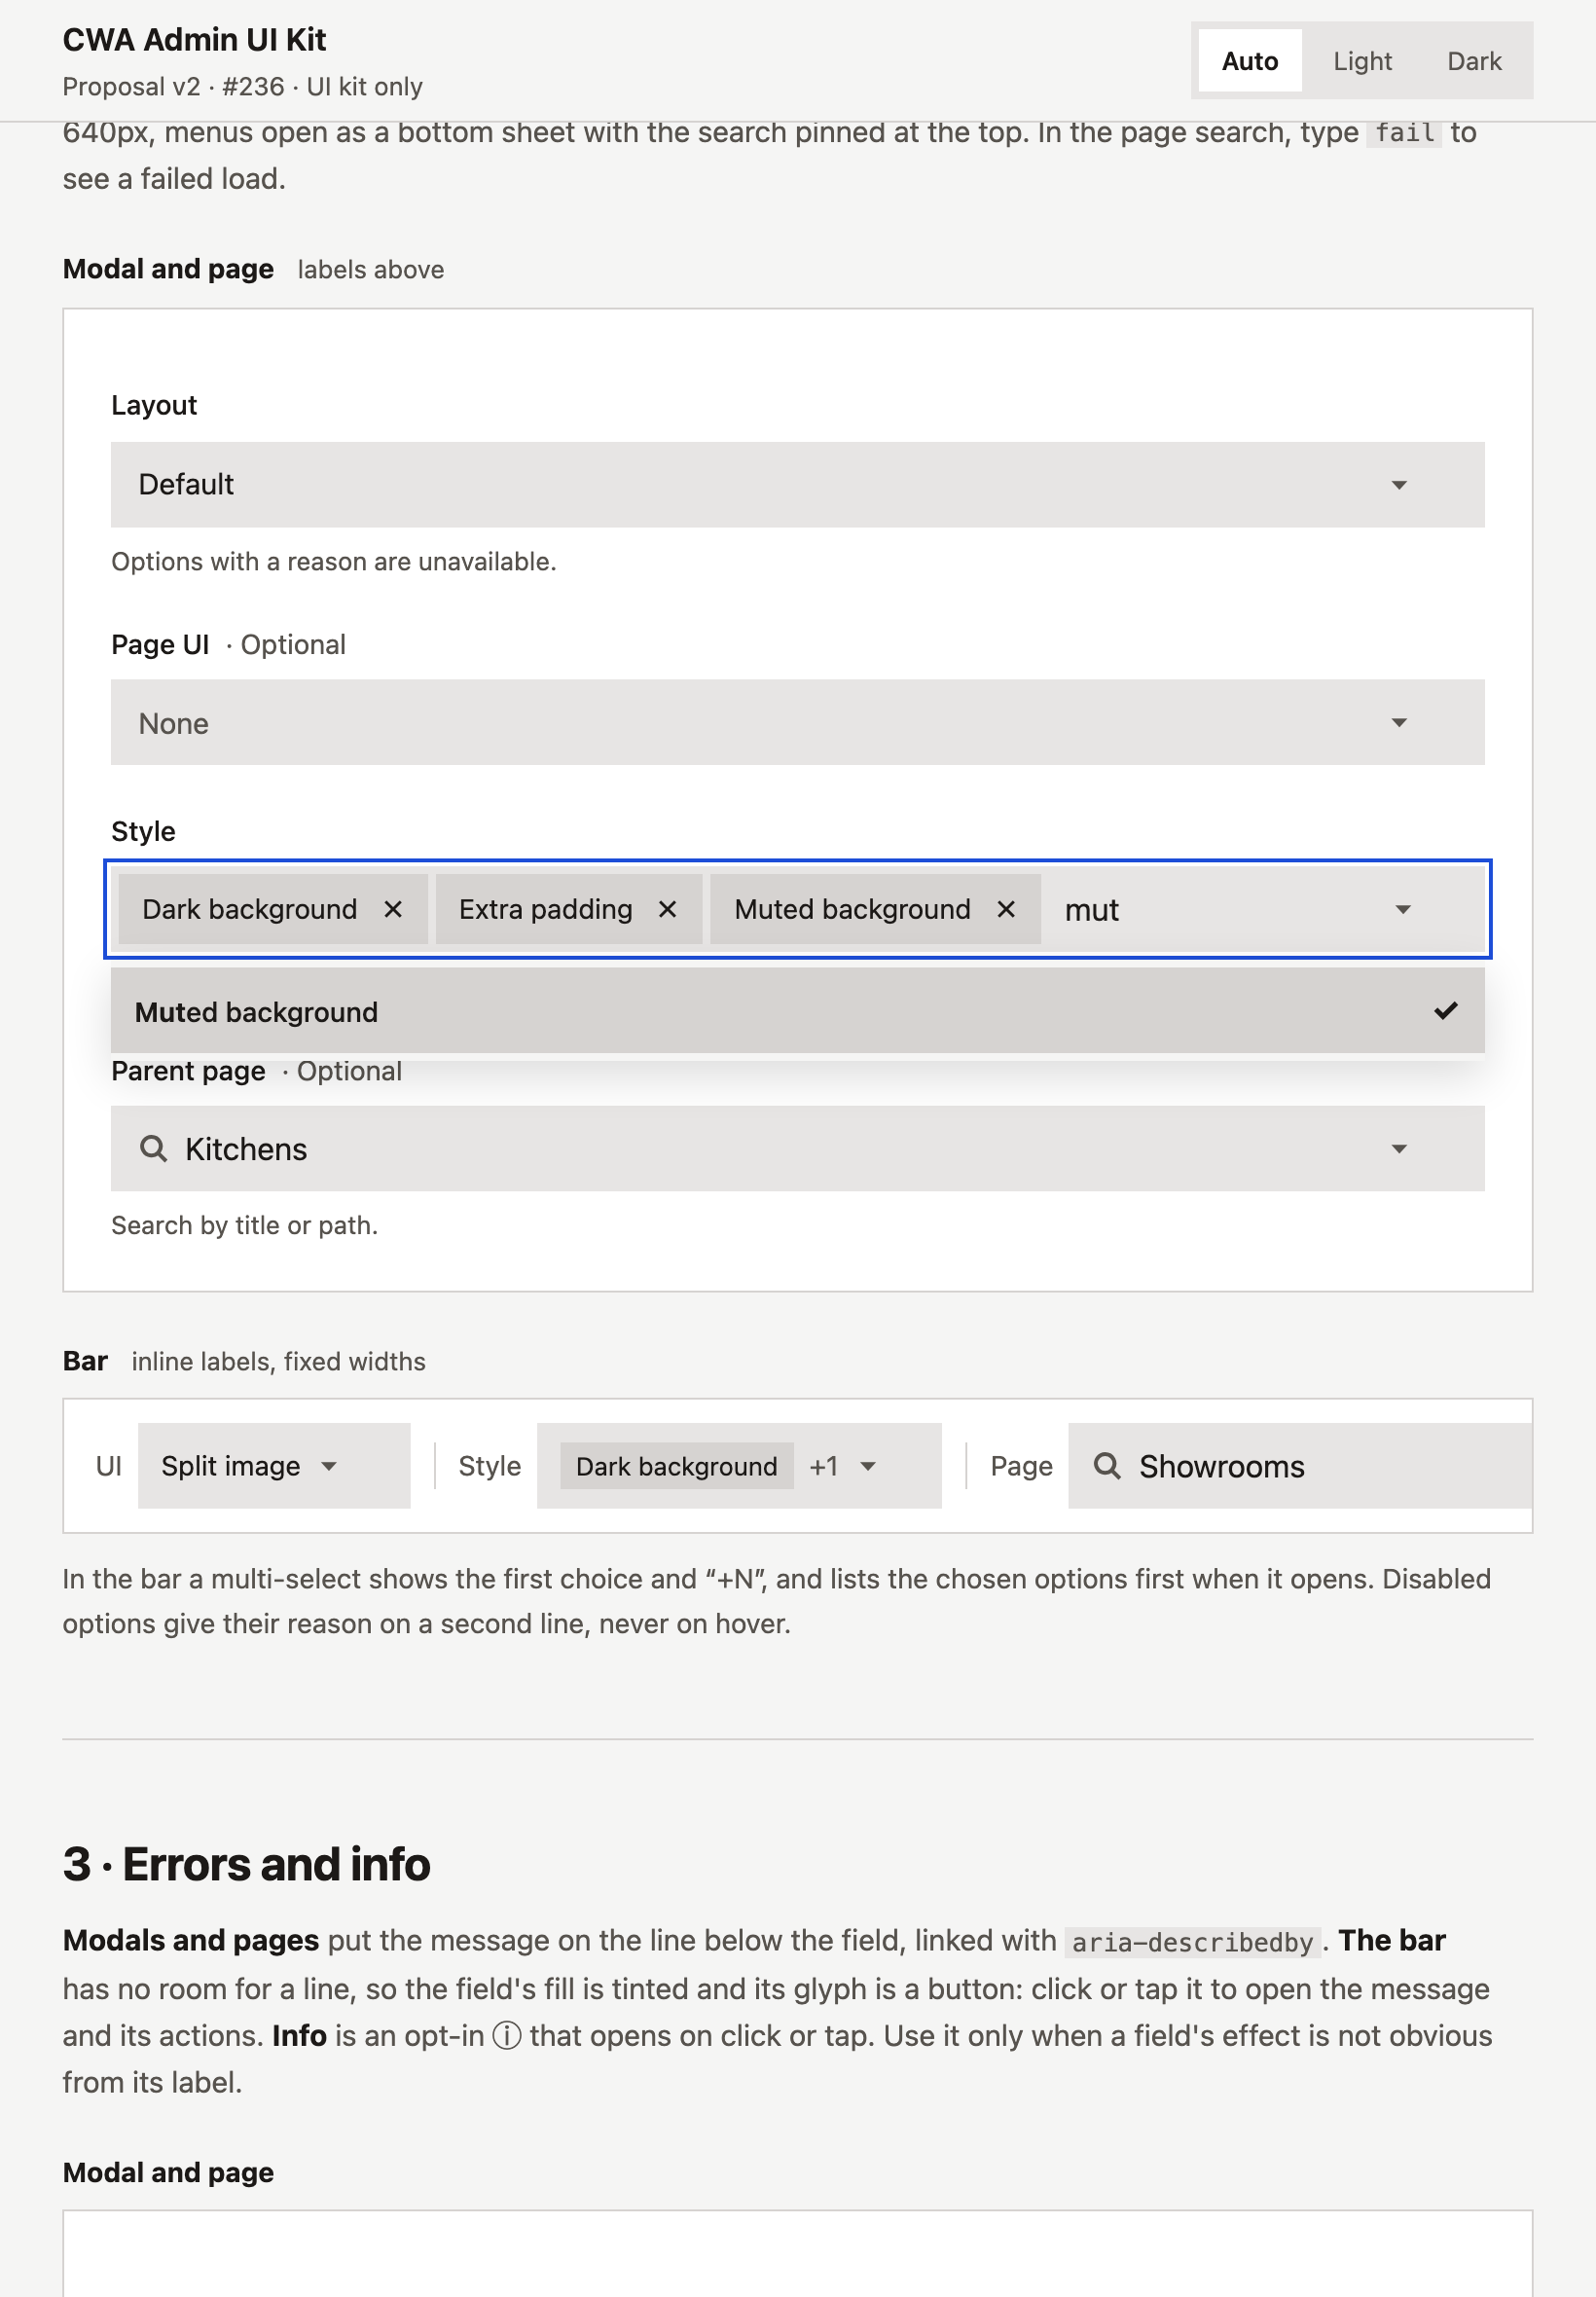 CWA Admin UI Kit
Proposal v2 · #236 · UI kit only
Auto Light Dark
640px, menus open as a bottom sheet with the search pinned at the top. In the page search, type fail to
see a failed load.
Modal and page labels above
Layout
Default
Options with a reason are unavailable.
Page UI · Optional
None
Style
Dark background ✕ Extra padding ✕ Muted background ✕ mut
Muted background
Parent page · Optional
Kitchens
Search by title or path.
Bar inline labels, fixed widths
UI Split image Style Dark background +1 Page Showrooms
In the bar a multi-select shows the first choice and “+N”, and lists the chosen options first when it opens. Disabled
options give their reason on a second line, never on hover.
3 · Errors and info
Modals and pages put the message on the line below the field, linked with aria-describedby. The bar
has no room for a line, so the field's fill is tinted and its glyph is a button: click or tap it to open the message
and its actions. Info is an opt-in ⓘ that opens on click or tap. Use it only when a field's effect is not obvious
from its label.
Modal and page